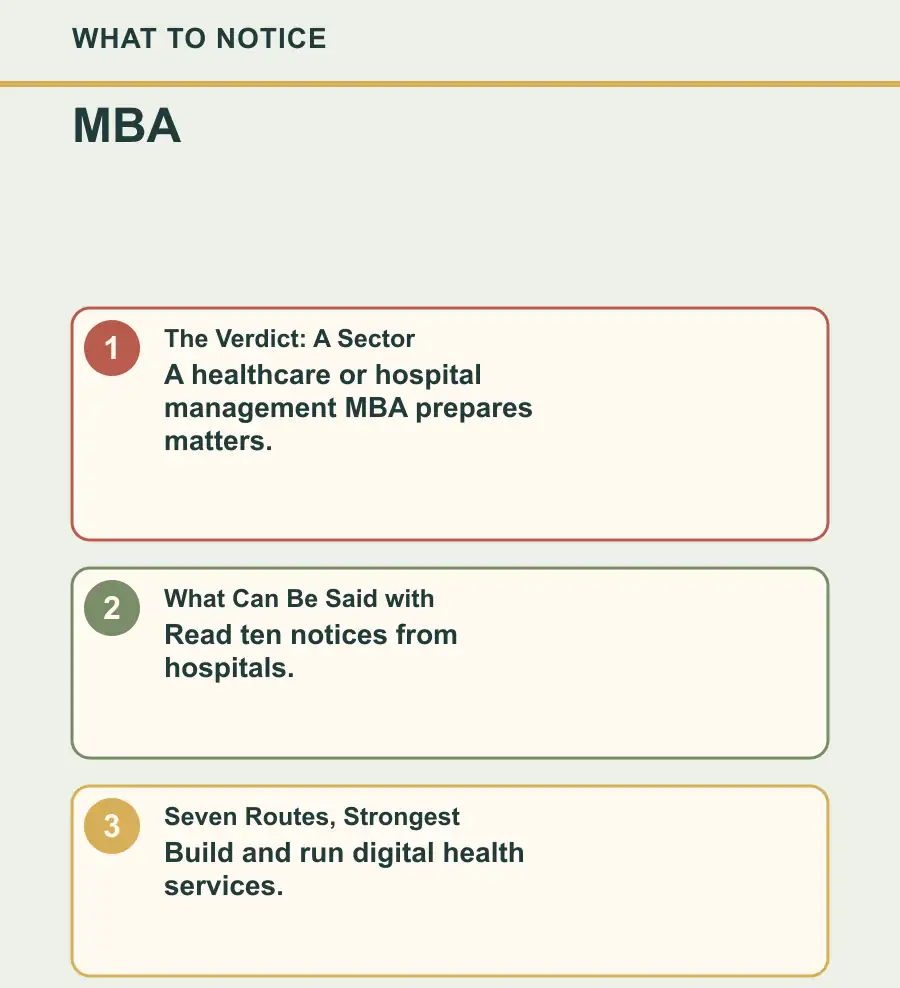 WHAT TO NOTICE
MBA
1
The Verdict: A Sector
A healthcare or hospital
management MBA prepares
matters.
2
What Can Be Said with
Read ten notices from
hospitals.
3
Seven Routes, Strongest
Build and run digital health
services.